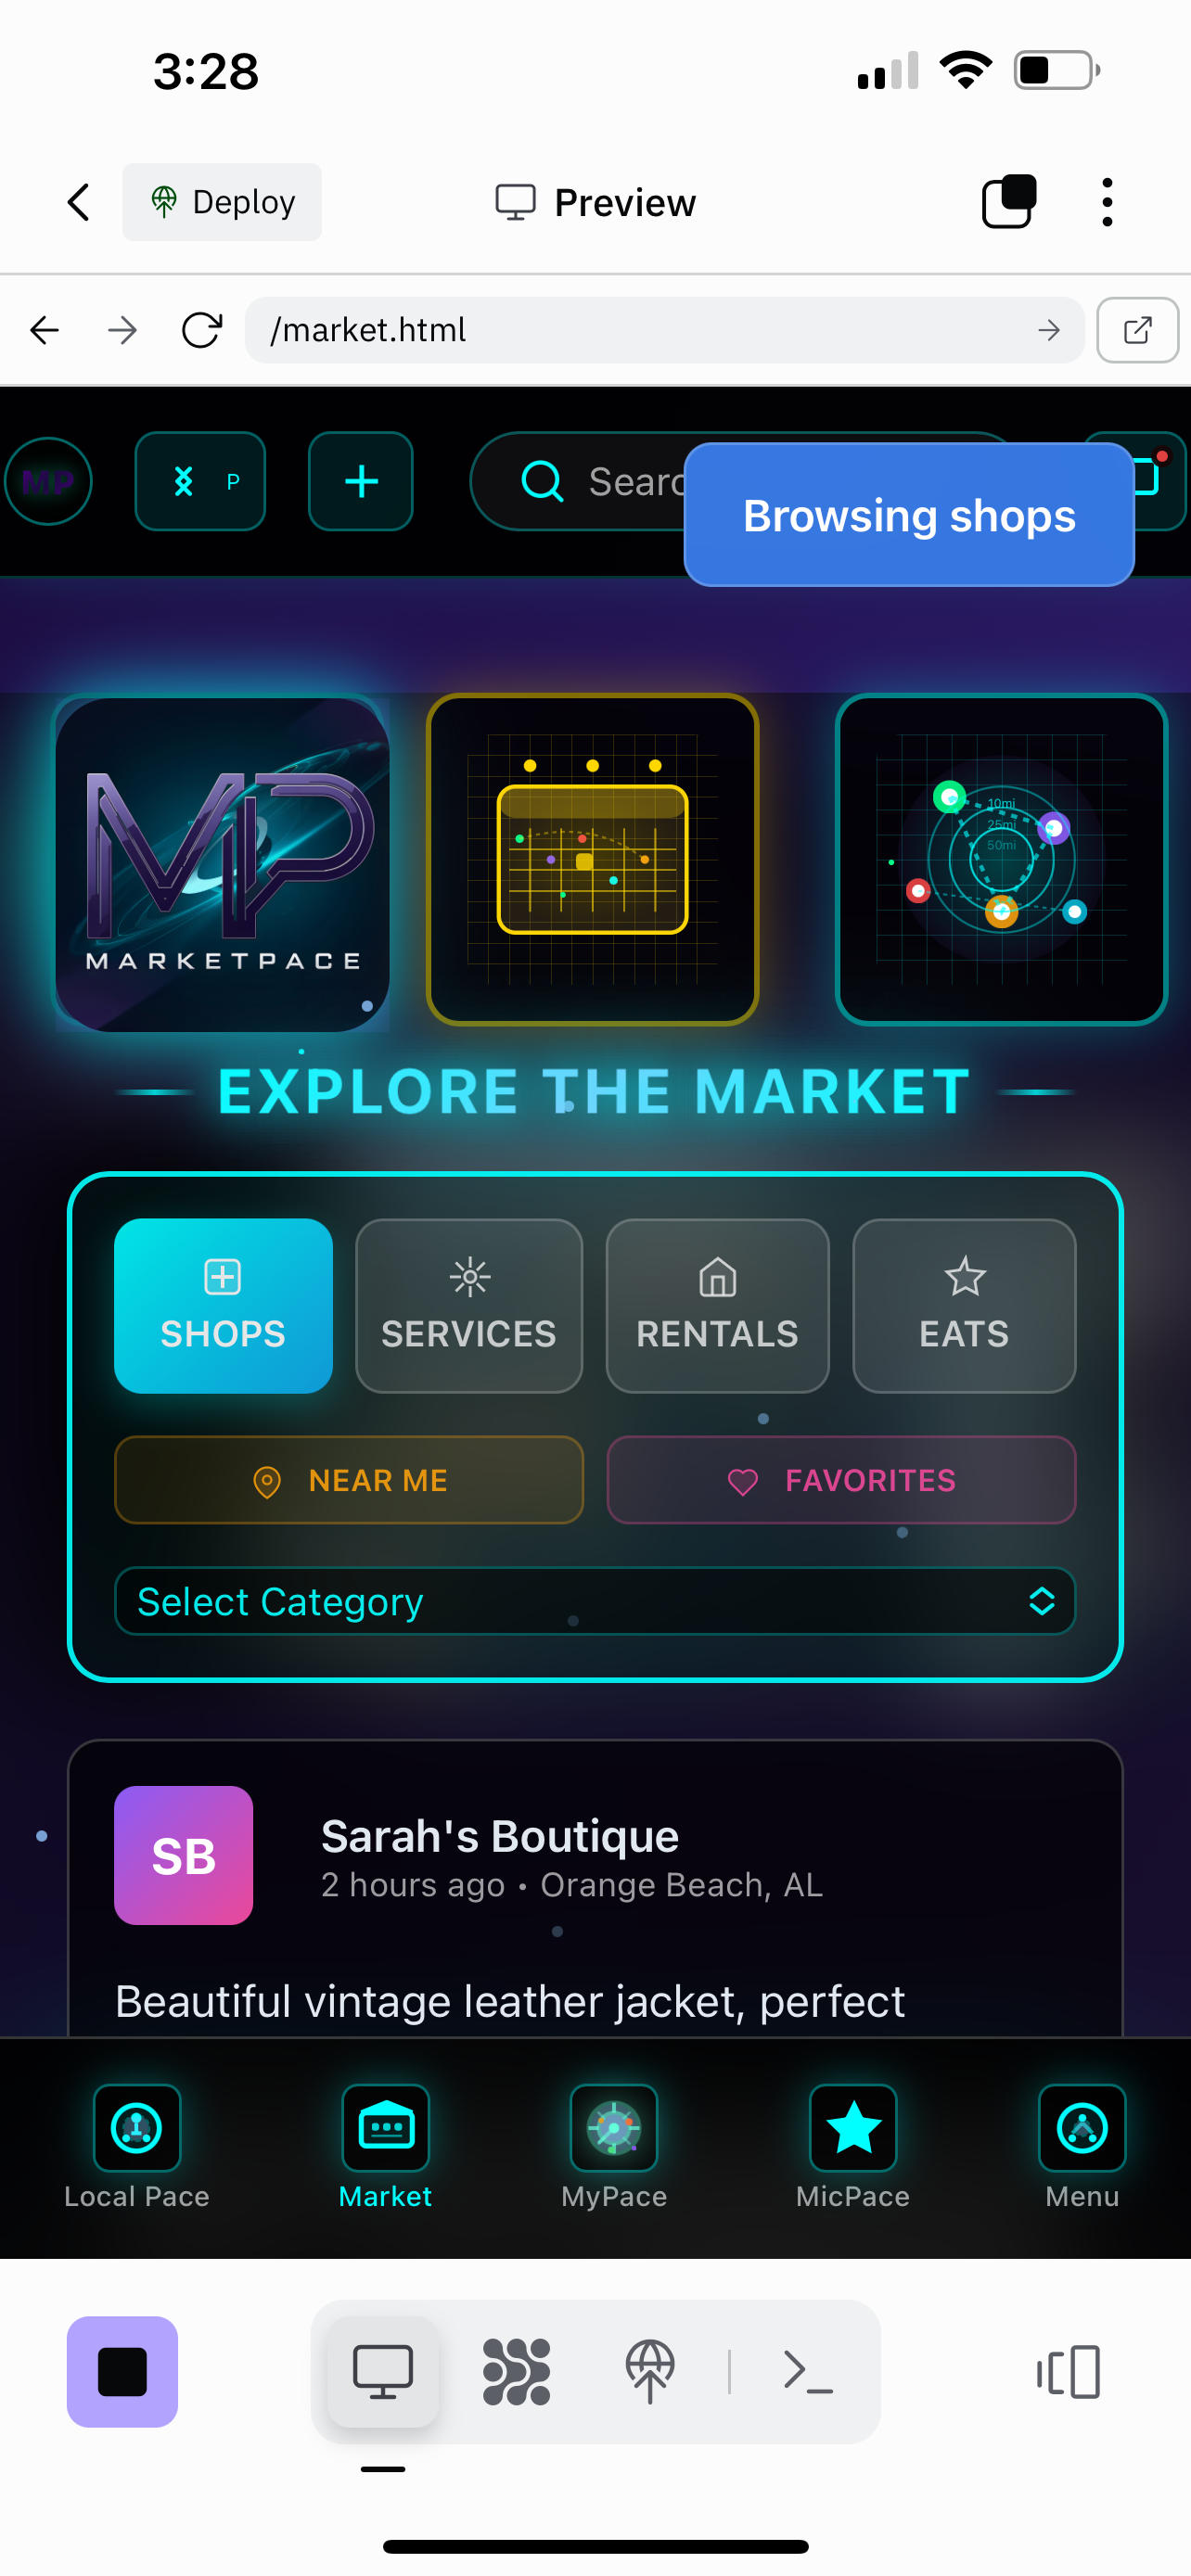 3:28
Deploy
Preview
/market.html
MP
P
Searc
Browsing shops
MP
MARKETPACE
10mi
25mi
50mi
EXPLORE THE MARKET
SHOPS
SERVICES
RENTALS
EATS
NEAR ME
FAVORITES
Select Category
SB
Sarah's Boutique
2 hours ago • Orange Beach, AL
Beautiful vintage leather jacket, perfect
Local Pace
Market
MyPace
MicPace
Menu